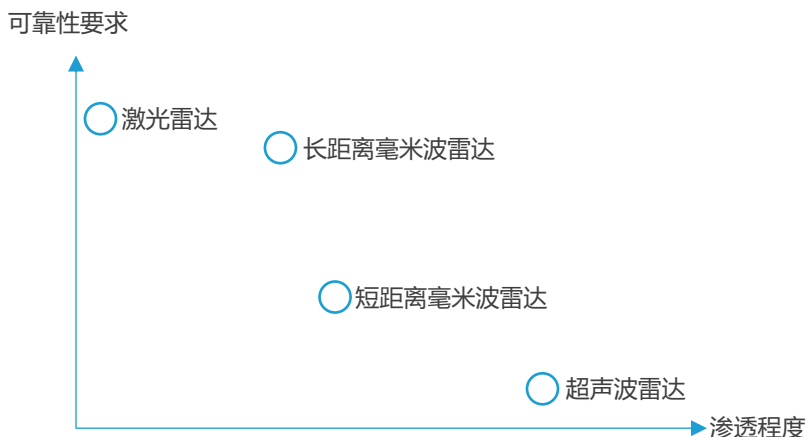 可靠性要求
激光雷达
长距离毫米波雷达
短距离毫米波雷达
超声波雷达
渗透程度